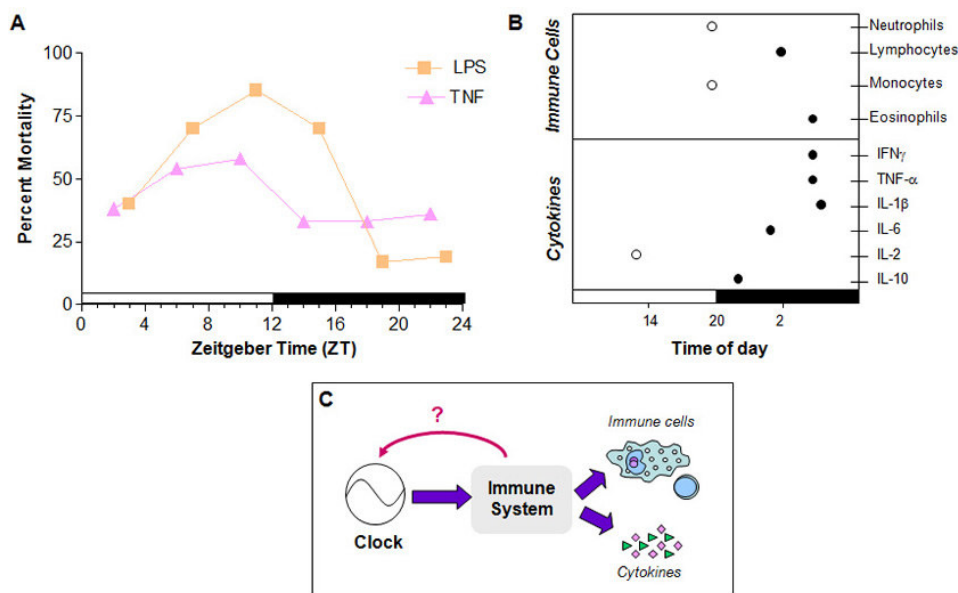 A
100
75
50
25
0
Percent Mortality
LPS
TNF
0 4 8 12 16 20 24
Zeitgeber Time (ZT)
B
Immune Cells
Cytokines
Neutrophils
Lymphocytes
Monocytes
Eosinophils
IFNγ
TNF-α
IL-1β
IL-6
IL-2
IL-10
14 20 2
Time of day
C
?
Clock
Immune
System
Immune cells
Cytokines